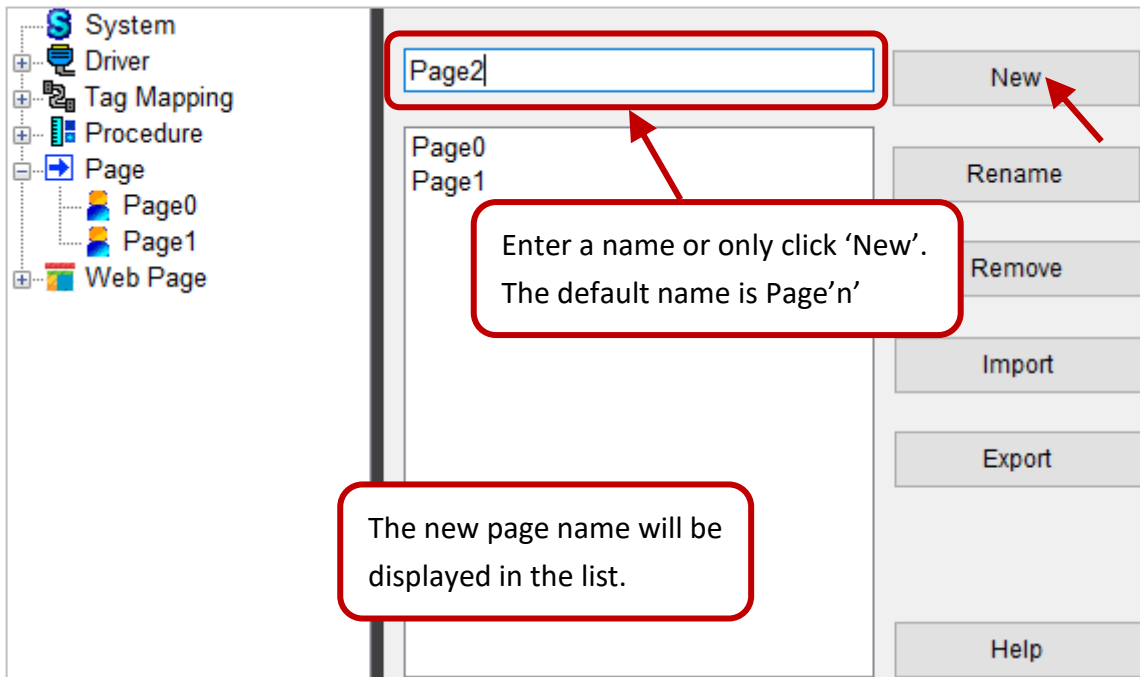 System
Driver
Tag Mapping
Procedure
Page
Page0
Page1
Web Page
Page2
New
Page0
Page1
Rename
Enter a name or only click ‘New’.
The default name is Page’n’
Remove
Import
Export
The new page name will be
displayed in the list.
Help